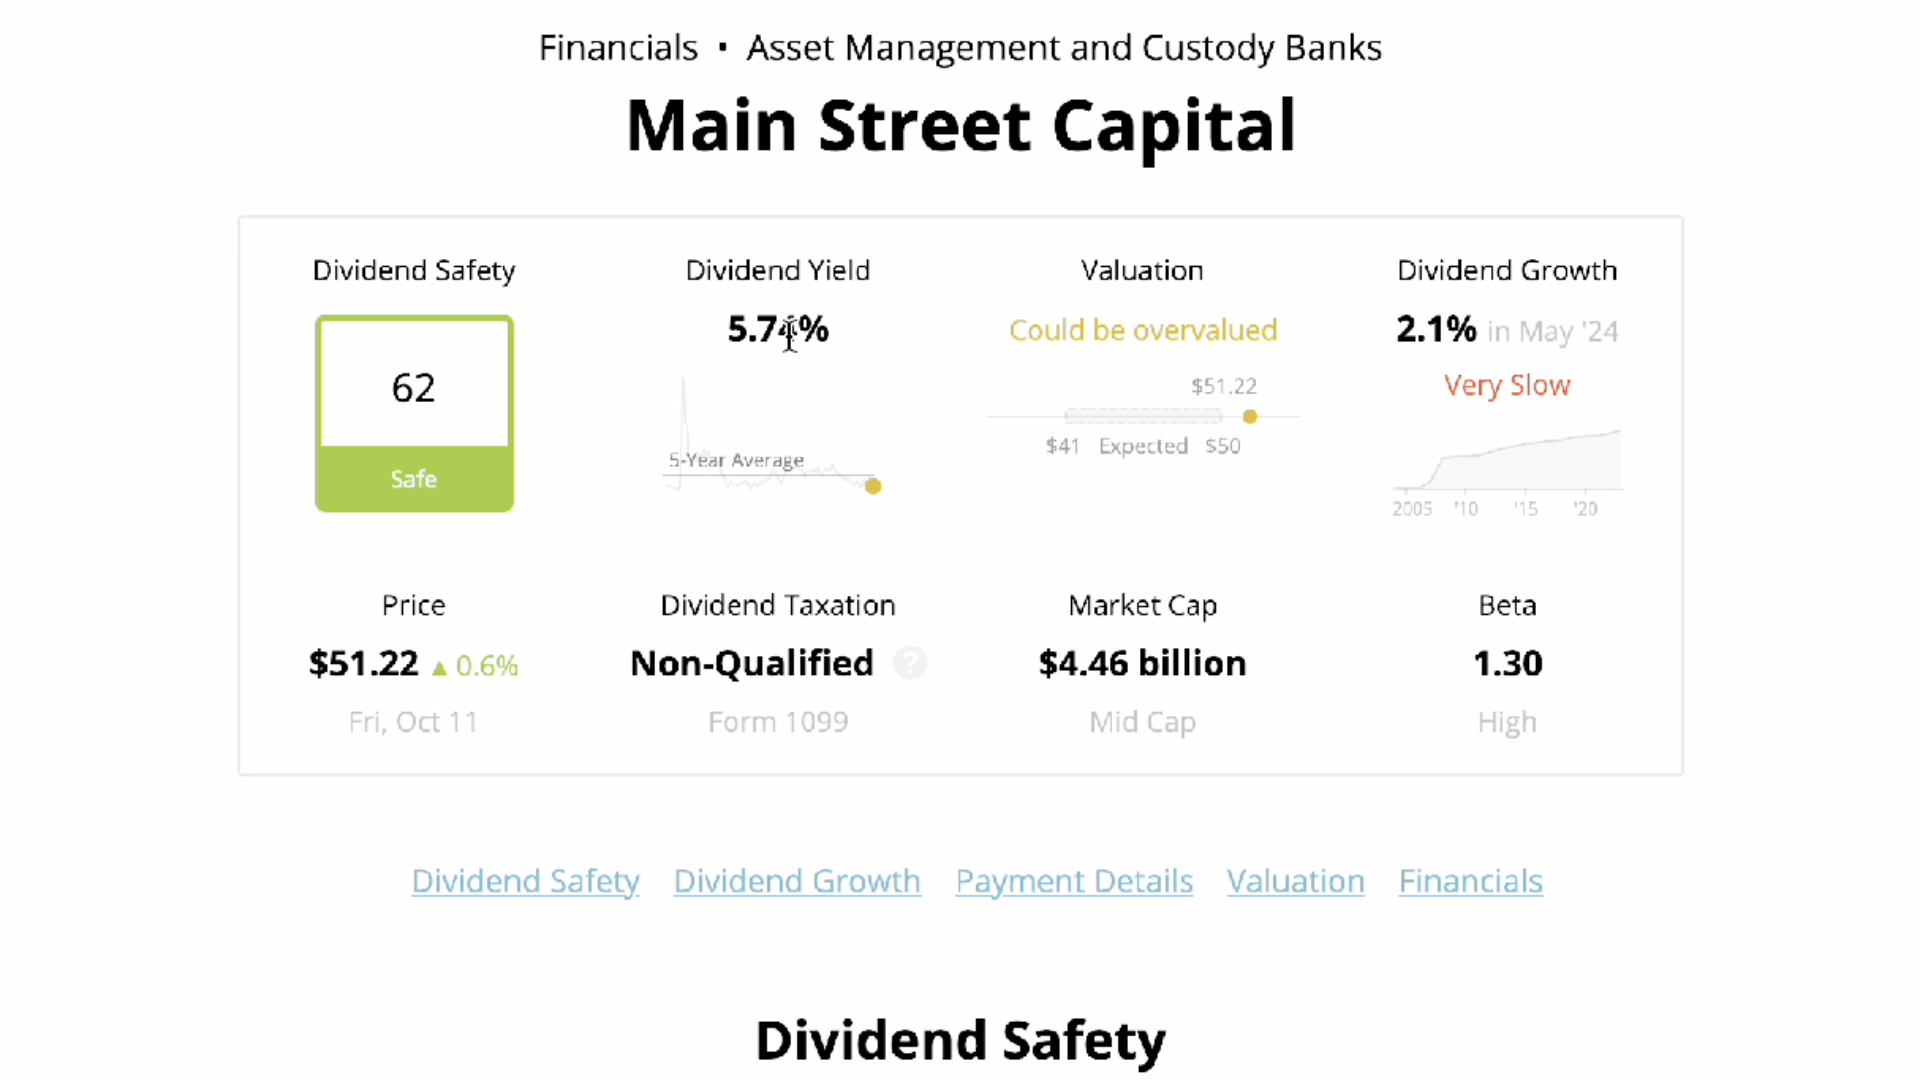 Financials • Asset Management and Custody Banks
Main Street Capital
Dividend Safety
62
Safe
Dividend Yield
5.74%
5-Year Average
Valuation
Could be overvalued
$51.22
$41 Expected $50
Dividend Growth
2.1% in May '24
Very Slow
2005 '10 '15 '20
Price
$51.22 ▲ 0.6%
Fri, Oct 11
Dividend Taxation
Non-Qualified ?
Form 1099
Market Cap
$4.46 billion
Mid Cap
Beta
1.30
High
Dividend Safety Dividend Growth Payment Details Valuation Financials
Dividend Safety